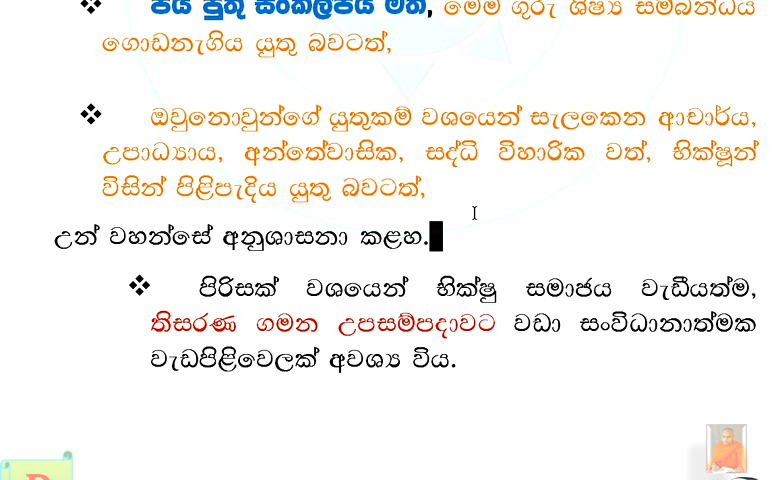 ❖ පිය පුතු සංකල්පය මත, මෙම ගුරු ශිෂ්‍ය සම්බන්ධය
ගොඩනැගිය යුතු බවටත්,
❖ ඔවුනොවුන්ගේ යුතුකම් වශයෙන් සැලකෙන ආචාර්ය,
උපාධ්‍යාය, අන්තේවාසික, සද්ධි විහාරික වත්, භික්ෂූන්
විසින් පිළිපැදිය යුතු බවටත්,
උන් වහන්සේ අනුශාසනා කළහ.
❖ පිරිසක් වශයෙන් භික්ෂු සමාජය වැඩීයත්ම,
තිසරණ ගමන උපසම්පදාවට වඩා සංවිධානාත්මක
වැඩපිළිවෙලක් අවශ්‍ය විය.